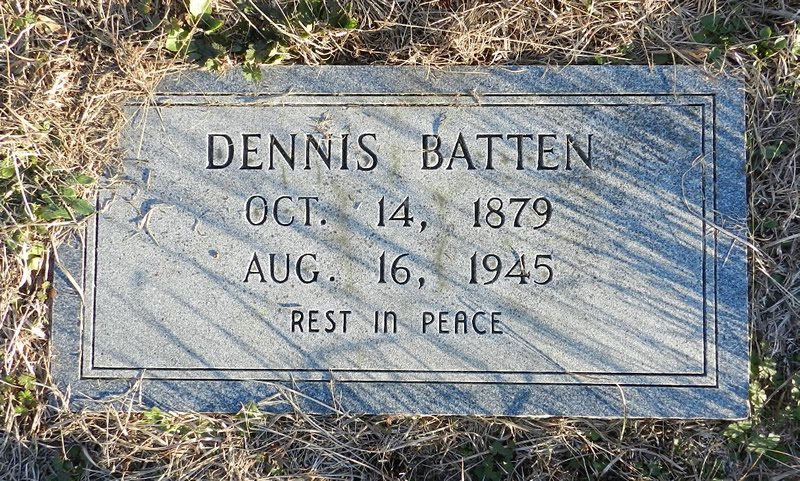 DENNIS BATTEN
OCT. 14, 1879
AUG. 16, 1945
REST IN PEACE